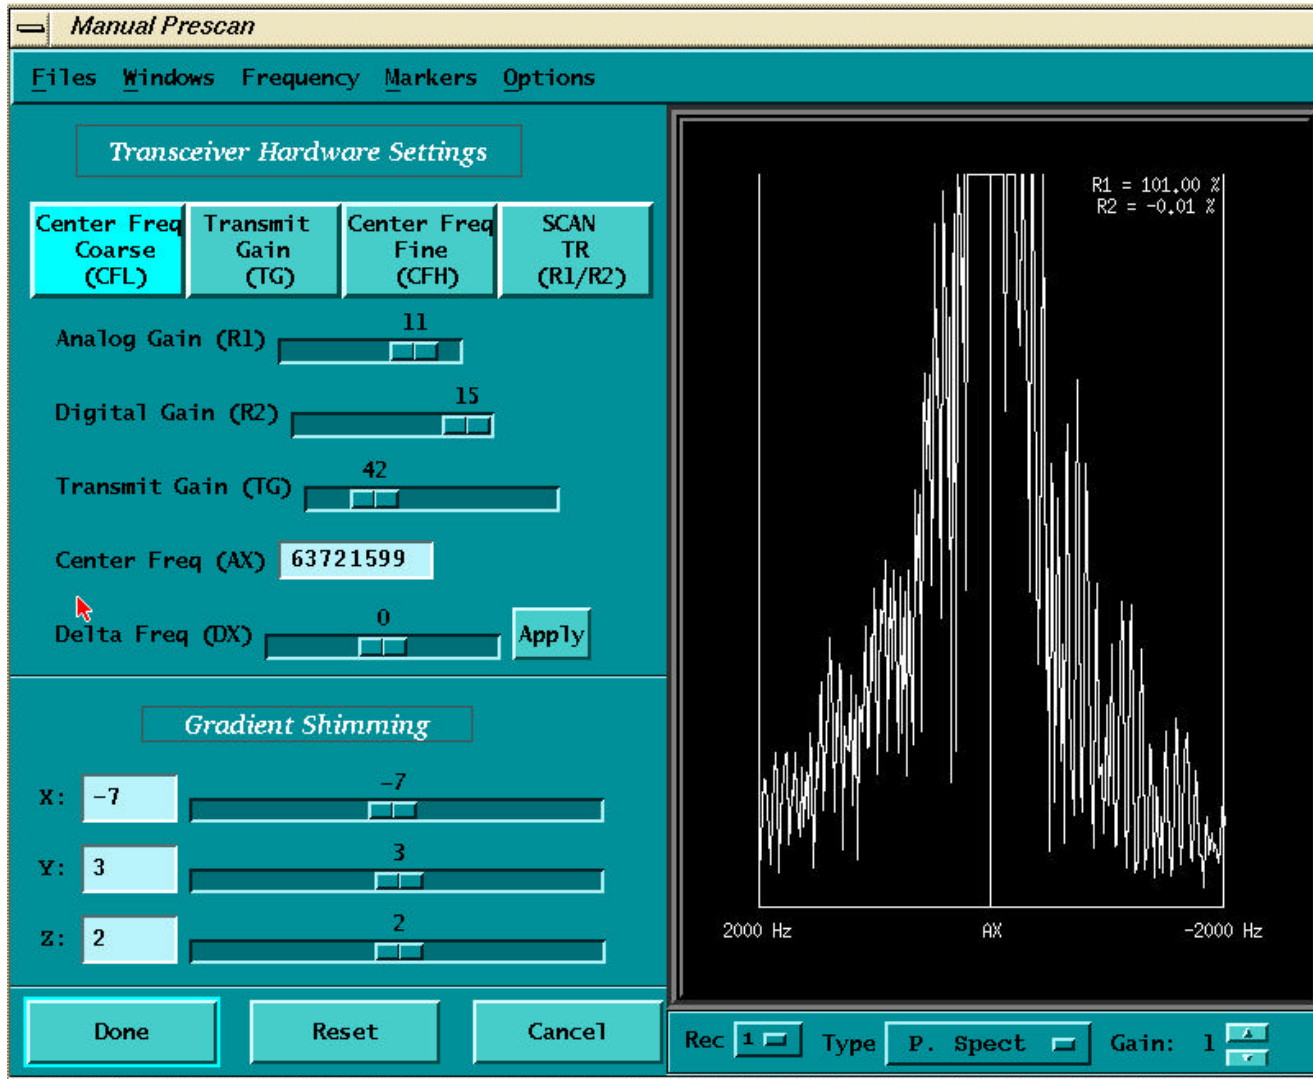 Manual Prescan
Files Windows Frequency Markers Options
Transceiver Hardware Settings
Center Freq
Coarse
(CFL)
Transmit
Gain
(TG)
Center Freq
Fine
(CFH)
SCAN
TR
(R1/R2)
11
Analog Gain (R1)
15
Digital Gain (R2)
42
Transmit Gain (TG)
Center Freq (AX) 63721599
0
Delta Freq (DX)
Apply
Gradient Shimming
-7
X: -7
3
Y: 3
2
Z: 2
Done Reset Cancel
R1 = 101.00 %
R2 = -0.01 %
2000 Hz AX -2000 Hz
Rec 1 Type P. Spect Gain: 1